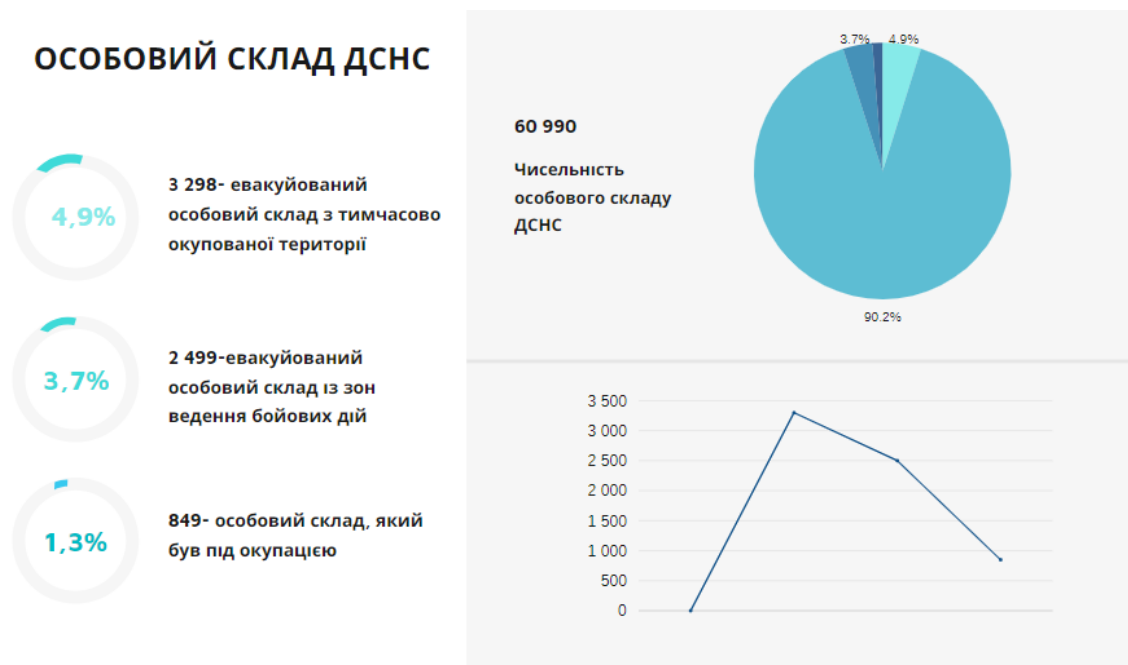 ОСОБОВИЙ СКЛАД ДСНС
4,9%
3 298- евакуйований
особовий склад з тимчасово
окупованої території
3,7%
2 499-евакуйований
особовий склад із зон
ведення бойових дій
1,3%
849- особовий склад, який
був під окупацією
60 990
Чисельність
особового складу
ДСНС
3.7%
4.9%
90.2%
3 500
3 000
2 500
2 000
1 500
1 000
500
0